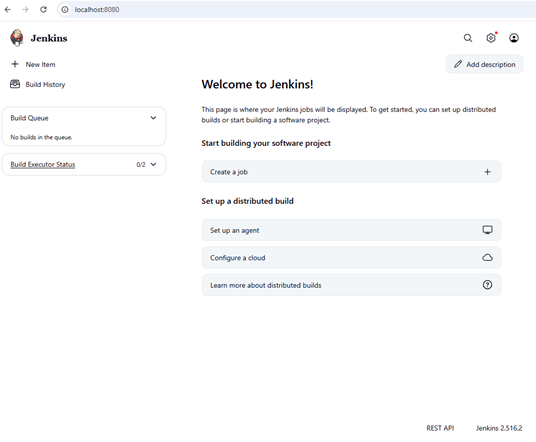 localhost:8080
Jenkins
New Item
Build History
Build Queue
No builds in the queue.
Build Executor Status 0/2
Add description
Welcome to Jenkins!
This page is where your Jenkins jobs will be displayed. To get started, you can set up distributed
builds or start building a software project.
Start building your software project
Create a job
Set up a distributed build
Set up an agent
Configure a cloud
Learn more about distributed builds
REST API Jenkins 2.516.2